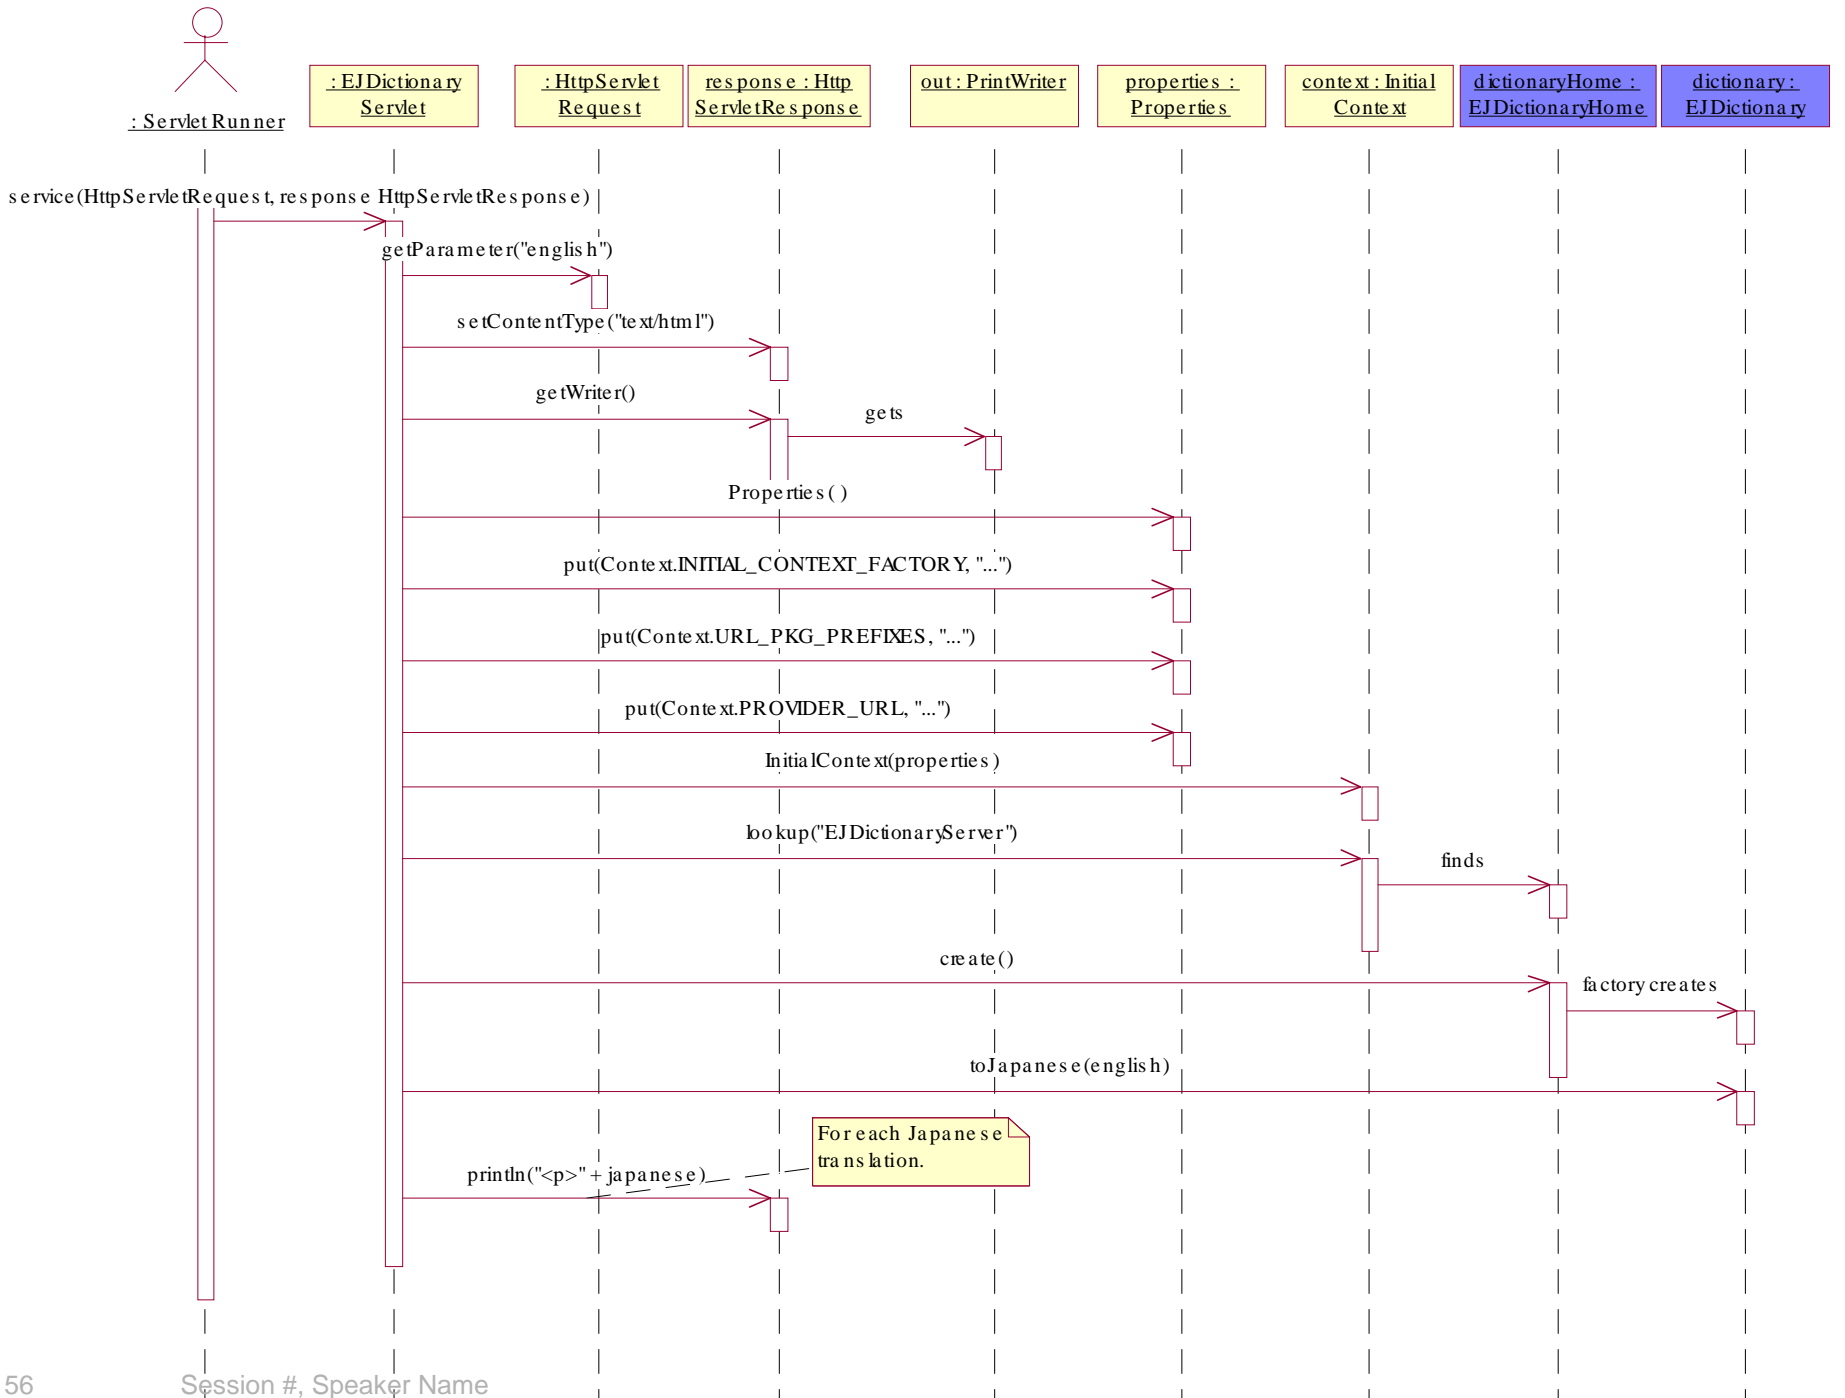 : EJDictionary
Servlet
: HttpServlet
Request
response : Http
ServletResponse
out : PrintWriter
properties :
Properties
context : Initial
Context
dictionaryHome :
EJDictionaryHome
dictionary :
EJDictionary
: Servlet Runner
service(HttpServletRequest, response HttpServletResponse)
getParameter("english")
setContentType("text/html")
getWriter()
gets
Properties( )
put(Context.INITIAL_CONTEXT_FACTORY, "...")
put(Context.URL_PKG_PREFIXES, "...")
put(Context.PROVIDER_URL, "...")
InitialContext(properties)
lookup("EJDictionaryServer")
finds
create()
factory creates
toJapanese(english)
For each Japanese
translation.
println("<p>" + japanese)
56 Session #, Speaker Name